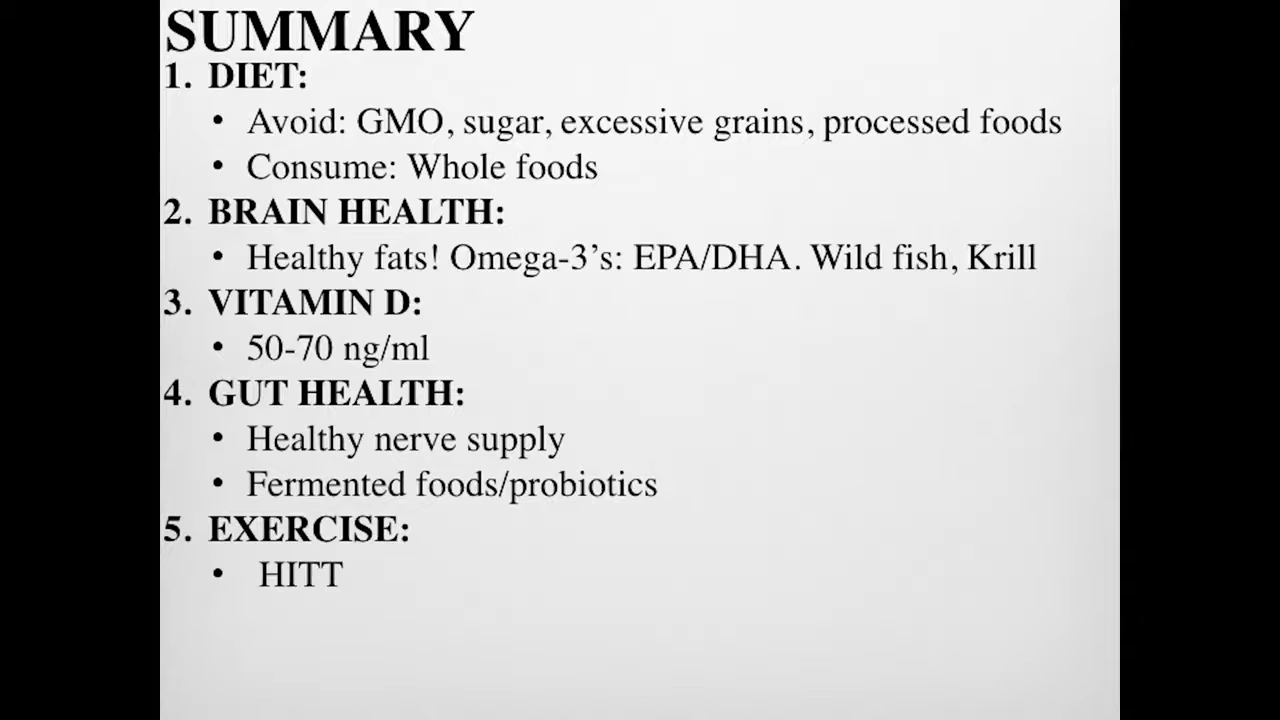 SUMMARY
1. DIET:
• Avoid: GMO, sugar, excessive grains, processed foods
• Consume: Whole foods
2. BRAIN HEALTH:
• Healthy fats! Omega-3’s: EPA/DHA. Wild fish, Krill
3. VITAMIN D:
• 50-70 ng/ml
4. GUT HEALTH:
• Healthy nerve supply
• Fermented foods/probiotics
5. EXERCISE:
• HITT